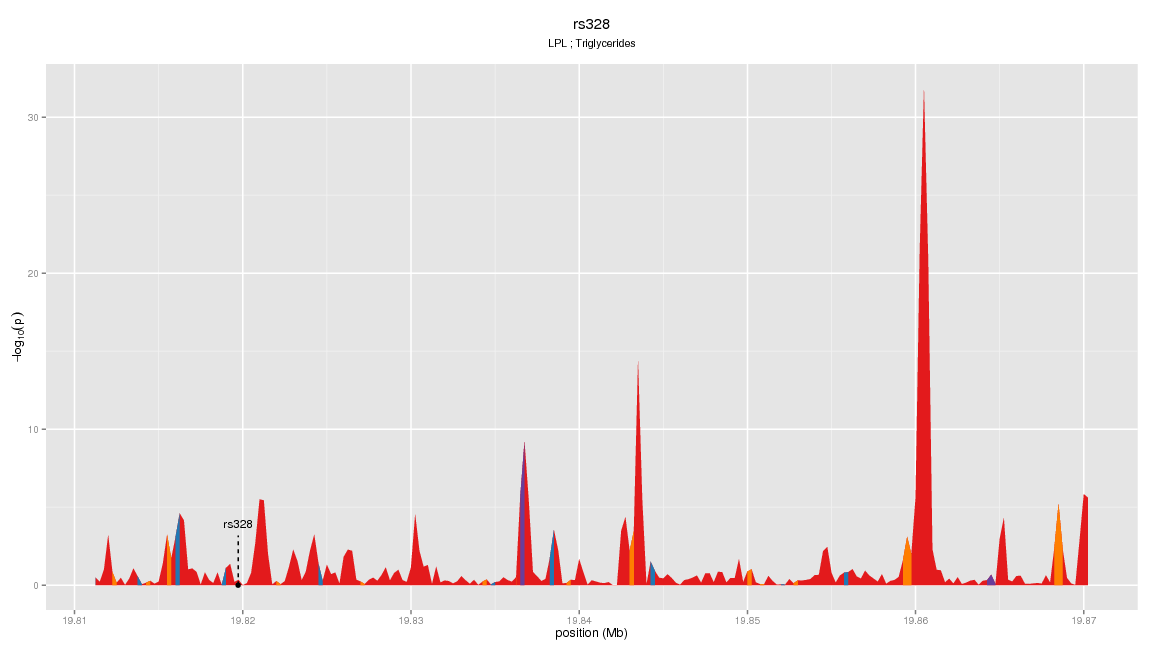 rs328
LPL ; Triglycerides
30
20
10
0
−log10(p)
rs328
19.81 19.82 19.83 19.84 19.85 19.86 19.87
position (Mb)